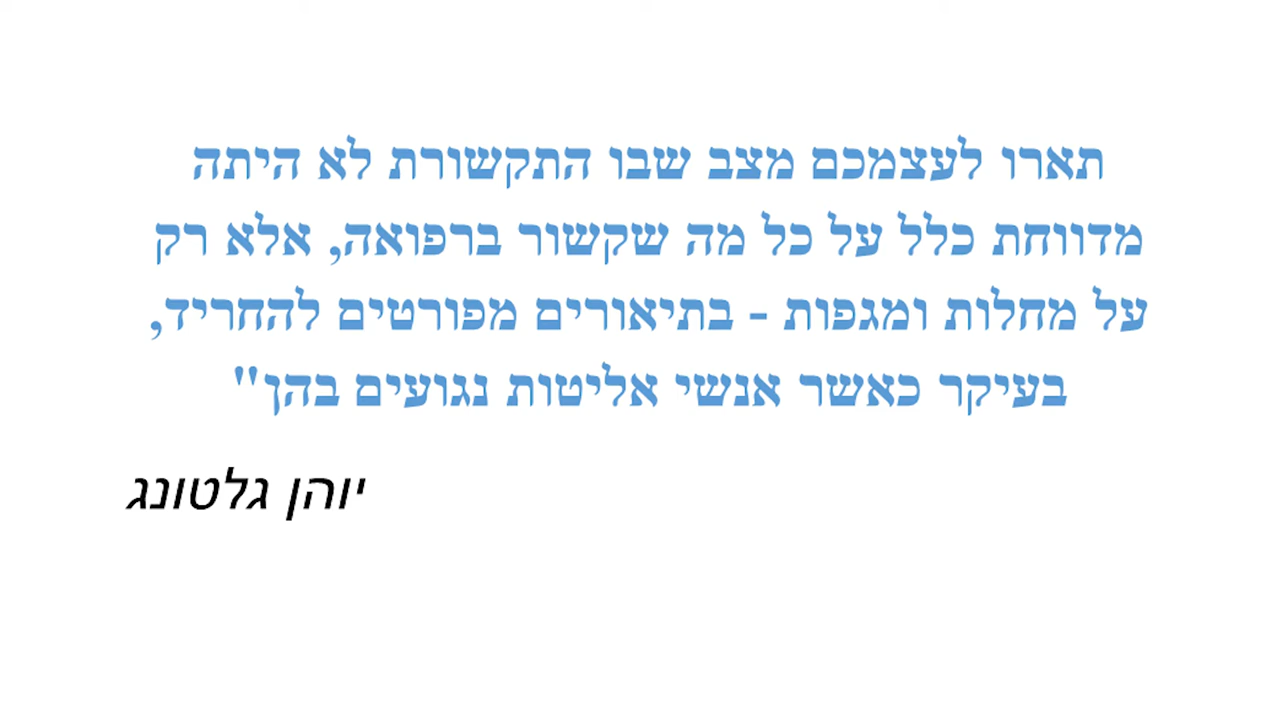 תארו לעצמכם מצב שבו התקשורת לא היתה
מדווחת כלל על כל מה שקשור ברפואה, אלא רק
על מחלות ומגפות - בתיאורים מפורטים להחריד,
בעיקר כאשר אנשי אליטות נגועים בהן"
יוהן גלטונג